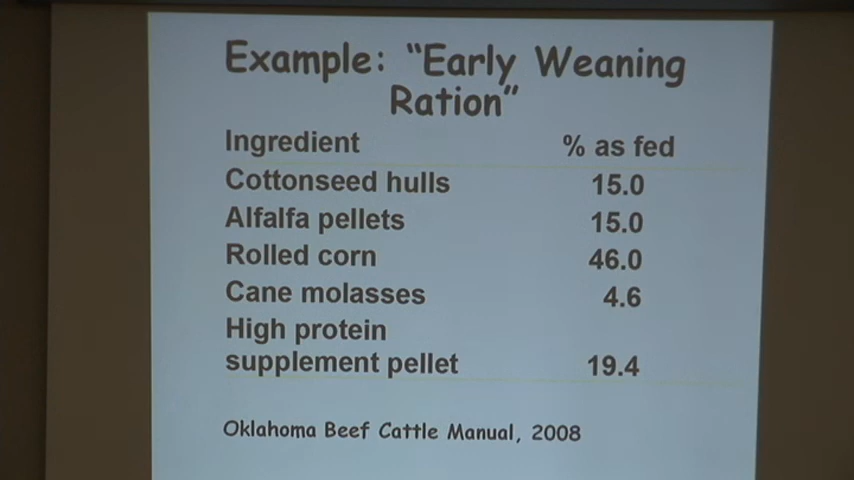 Example: "Early Weaning
Ration"
Ingredient % as fed
Cottonseed hulls 15.0
Alfalfa pellets 15.0
Rolled corn 46.0
Cane molasses 4.6
High protein
supplement pellet 19.4
Oklahoma Beef Cattle Manual, 2008